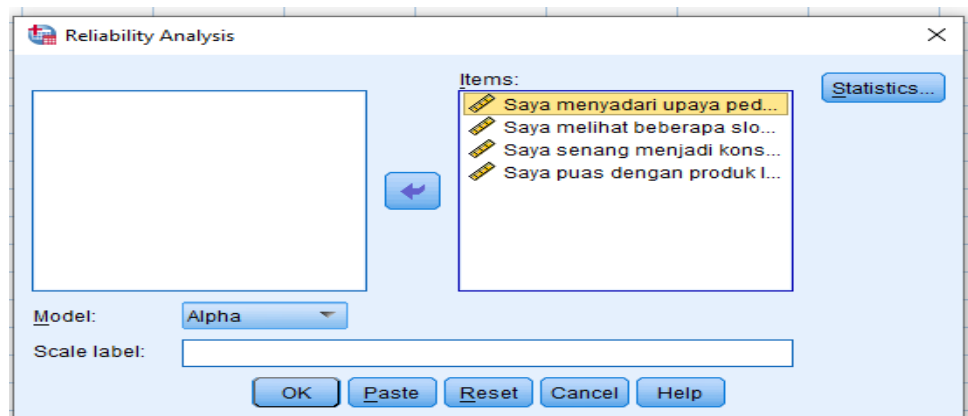 Reliability Analysis
Items:
Statistics...
Saya menyadari upaya ped...
Saya melihat beberapa slo...
Saya senang menjadi kons...
Saya puas dengan produk l...
Model:
Alpha
Scale label:
OK Paste Reset Cancel Help